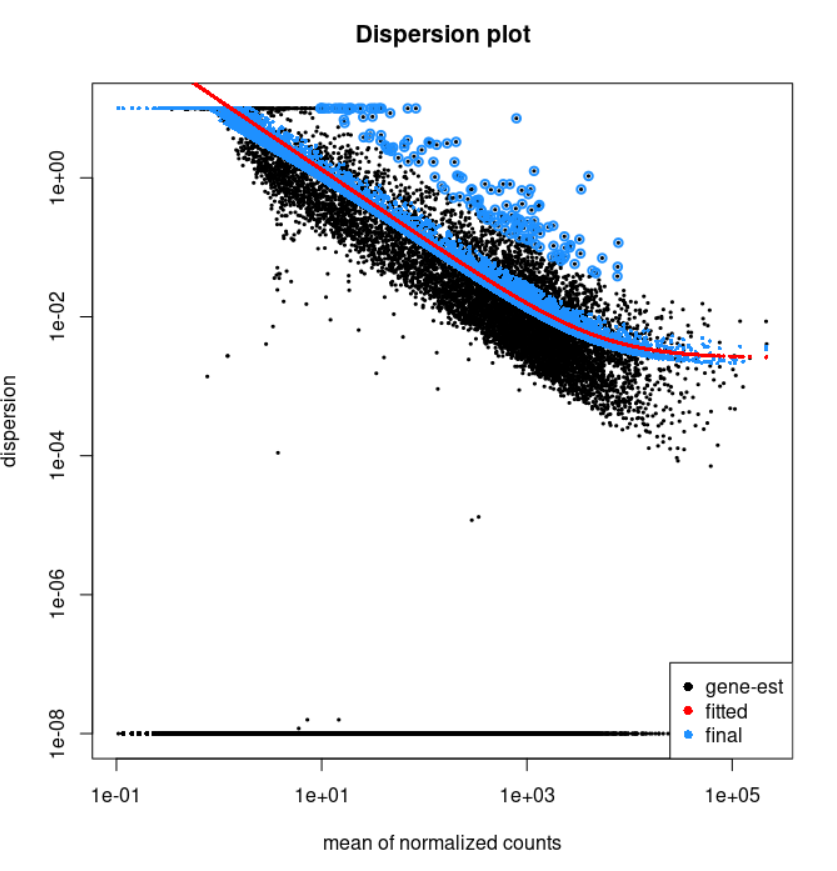 Dispersion plot
dispersion
1e+00
1e-02
1e-04
1e-06
1e-08
gene-est
fitted
final
1e-01
1e+01
1e+03
1e+05
mean of normalized counts